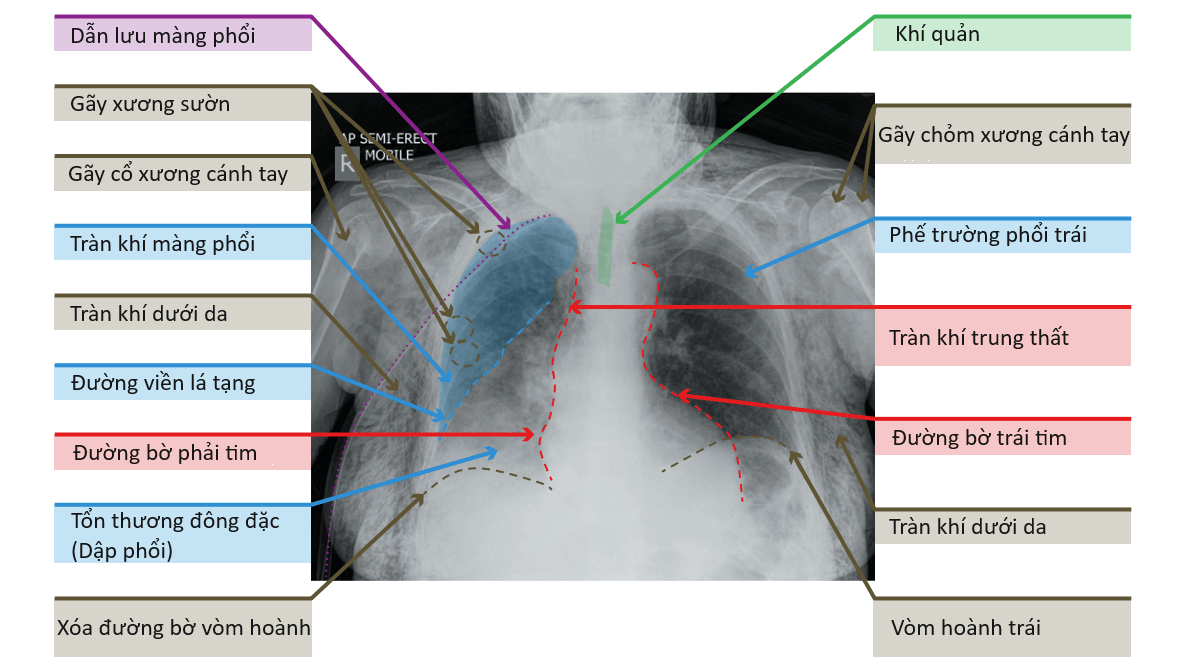 Dẫn lưu màng phổi
Gãy xương sườn
Gãy cổ xương cánh tay
Tràn khí màng phổi
Tràn khí dưới da
Đường viền lá tạng
Đường bờ phải tim
Tổn thương đông đặc
(Dập phổi)
Xóa đường bờ vòm hoành
AP SEMI-ERECT
MOBILE
R
Khí quản
Gãy chỏm xương cánh tay
Phế trường phổi trái
Tràn khí trung thất
Đường bờ trái tim
Tràn khí dưới da
Vòm hoành trái